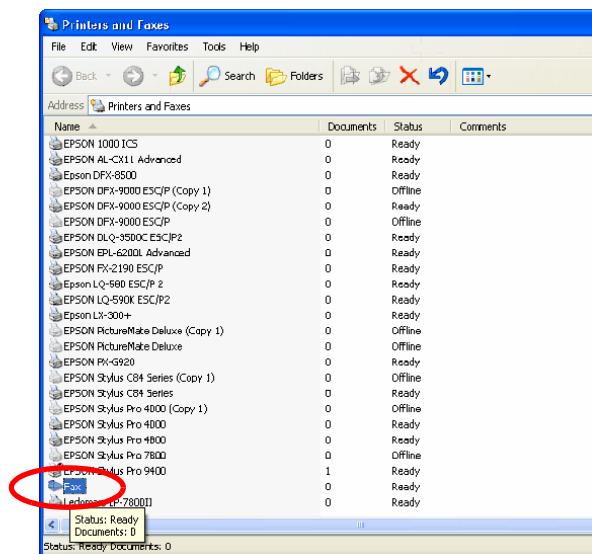 Printers and Faxes
File Edit View Favorites Tools Help
Back Search Folders
Address Printers and Faxes
Name Documents Status Comments
EPSON 1000 ICS 0 Ready
EPSON AL-CX11 Advanced 0 Ready
Epson DFX-8500 0 Ready
EPSON DFX-9000 ESC/P (Copy 1) 0 Offline
EPSON DFX-9000 ESC/P (Copy 2) 0 Ready
EPSON DFX-9000 ESC/P 0 Offline
EPSON DLQ-3500C ESC/P2 0 Ready
EPSON EPL-6200L Advanced 0 Ready
EPSON FX-2190 ESC/P 0 Ready
Epson LQ-580 ESC/P 2 0 Ready
EPSON LQ-590K ESC/P2 0 Ready
Epson LX-300+ 0 Ready
EPSON PictureMate Deluxe (Copy 1) 0 Offline
EPSON PictureMate Deluxe 0 Offline
EPSON PX-G920 0 Ready
EPSON Stylus C84 Series (Copy 1) 0 Offline
EPSON Stylus C84 Series 0 Ready
EPSON Stylus Pro 4000 (Copy 1) 0 Offline
EPSON Stylus Pro 4000 0 Ready
EPSON Stylus Pro 4800 0 Ready
EPSON Stylus Pro 7800 0 Offline
EPSON Stylus Pro 9400 1 Ready
Fax 0 Ready
LP-780DII 0 Ready
Status: Ready
Documents: 0
Status: Ready Documents: 0